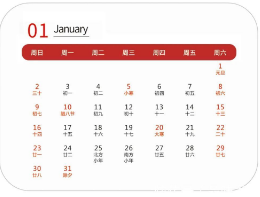 01 January
周日 周一 周二 周三 周四 周五 周六
1
元旦
2 3 4 5 6 7 8
三十 初一 初二 小寒 初四 初五 初六
9 10 11 12 13 14 15
初七 腊八节 初九 初十 十一 十二 十三
16 17 18 19 20 21 22
十四 十五 十六 十七 大寒 十九 二十
23 24 25 26 27 28 29
廿一 廿二 北方 南方 廿五 廿六 廿七
小年 小年
30 31
廿八 除夕